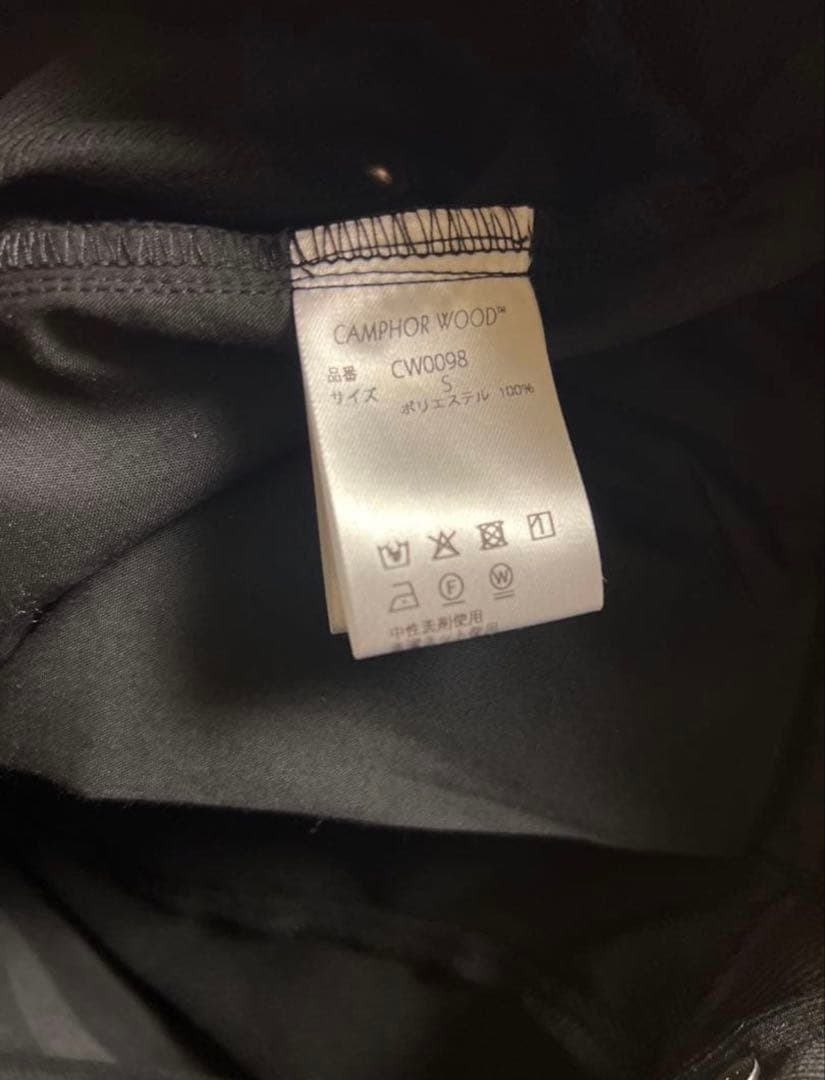 CAMPHOR WOOD™
品番 CW0098
サイズ S
ポリエステル 100%
F W
中性洗剤使用